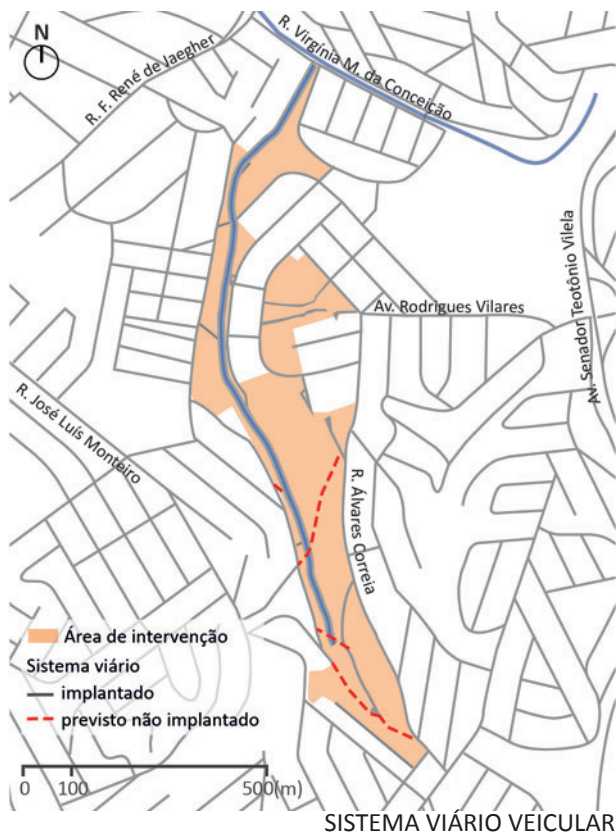 N
R. Virgínia M. da Conceição
R. F. René de Jaegher
Av. Senador Teotônio Vilela
Av. Rodrigues Vilares
R. José Luís Monteiro
R. Álvares Correia
Área de intervenção
Sistema viário
implantado
previsto não implantado
0 100 500(m)
SISTEMA VIÁRIO VEICULAR